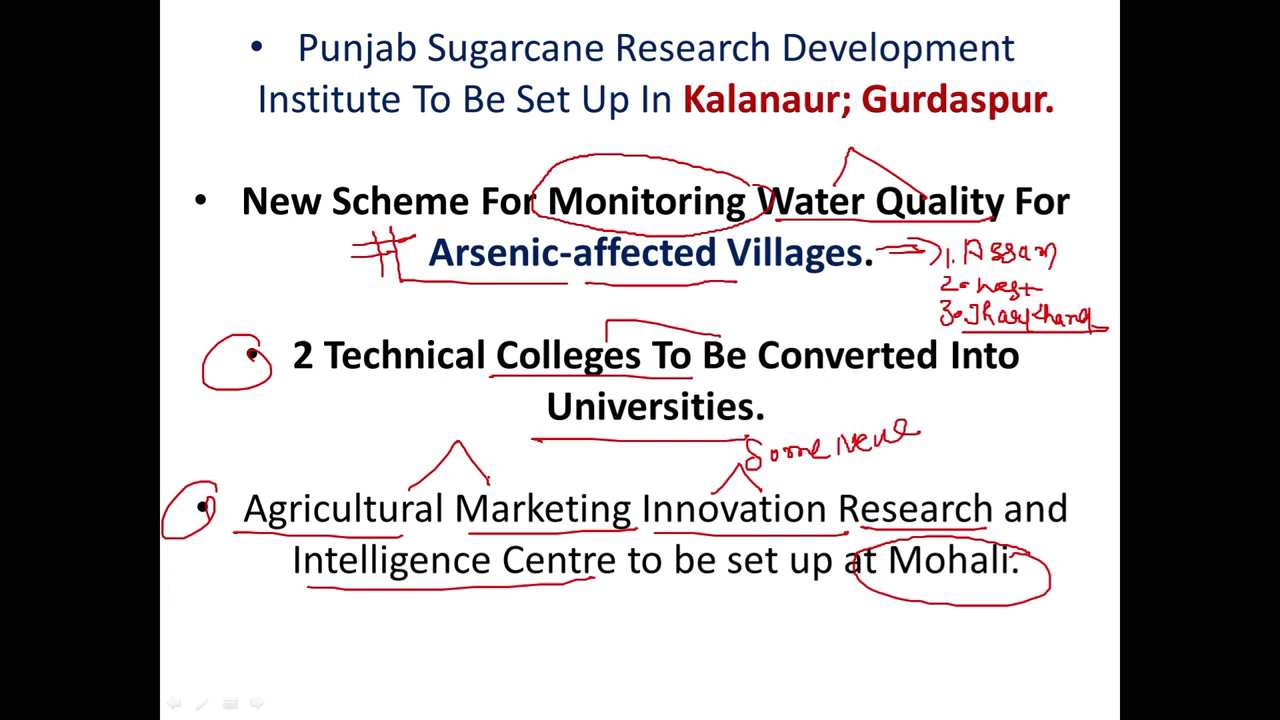 • Punjab Sugarcane Research Development
Institute To Be Set Up In Kalanaur; Gurdaspur.
• New Scheme For Monitoring Water Quality For
# Arsenic-affected Villages. 1. Assam
2. West
3. Jharkhand
• 2 Technical Colleges To Be Converted Into
Universities.
• Agricultural Marketing Innovation Research and
Intelligence Centre to be set up at Mohali.